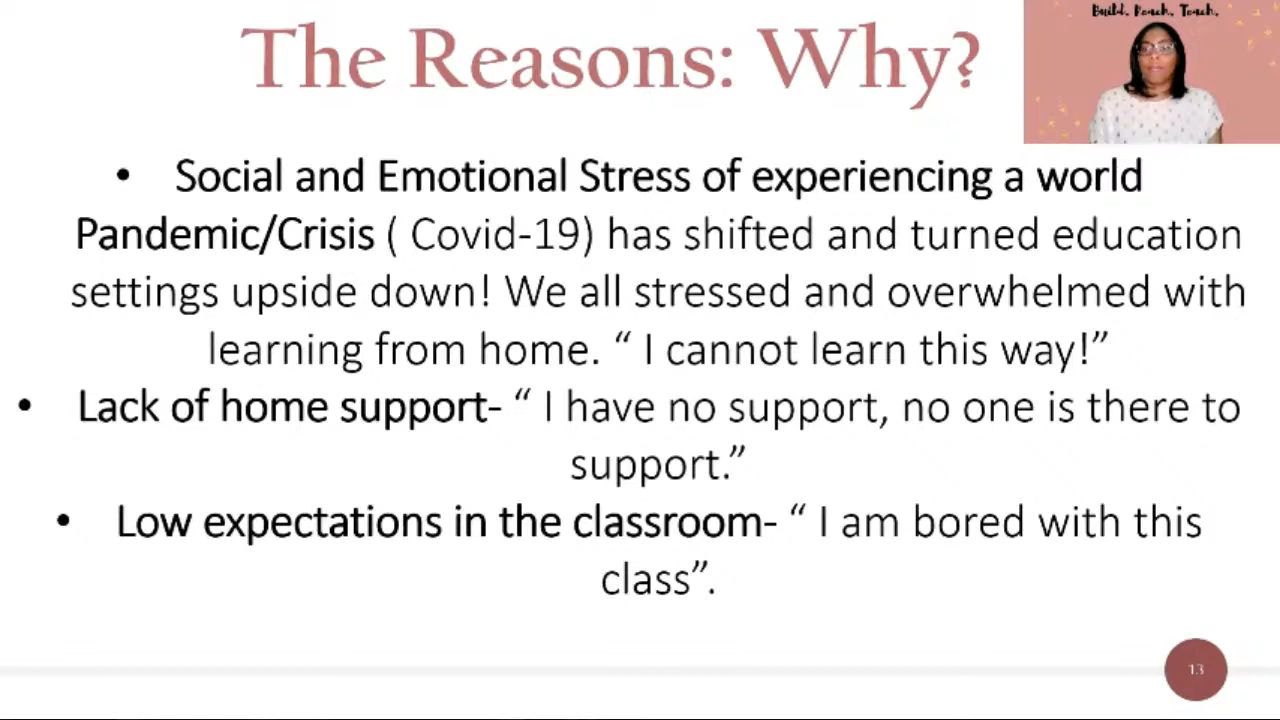 Build. Reach. Teach.
The Reasons: Why?
• Social and Emotional Stress of experiencing a world
Pandemic/Crisis ( Covid-19) has shifted and turned education
settings upside down! We all stressed and overwhelmed with
learning from home. “ I cannot learn this way!”
• Lack of home support- “ I have no support, no one is there to
support.”
• Low expectations in the classroom- “ I am bored with this
class”.
13